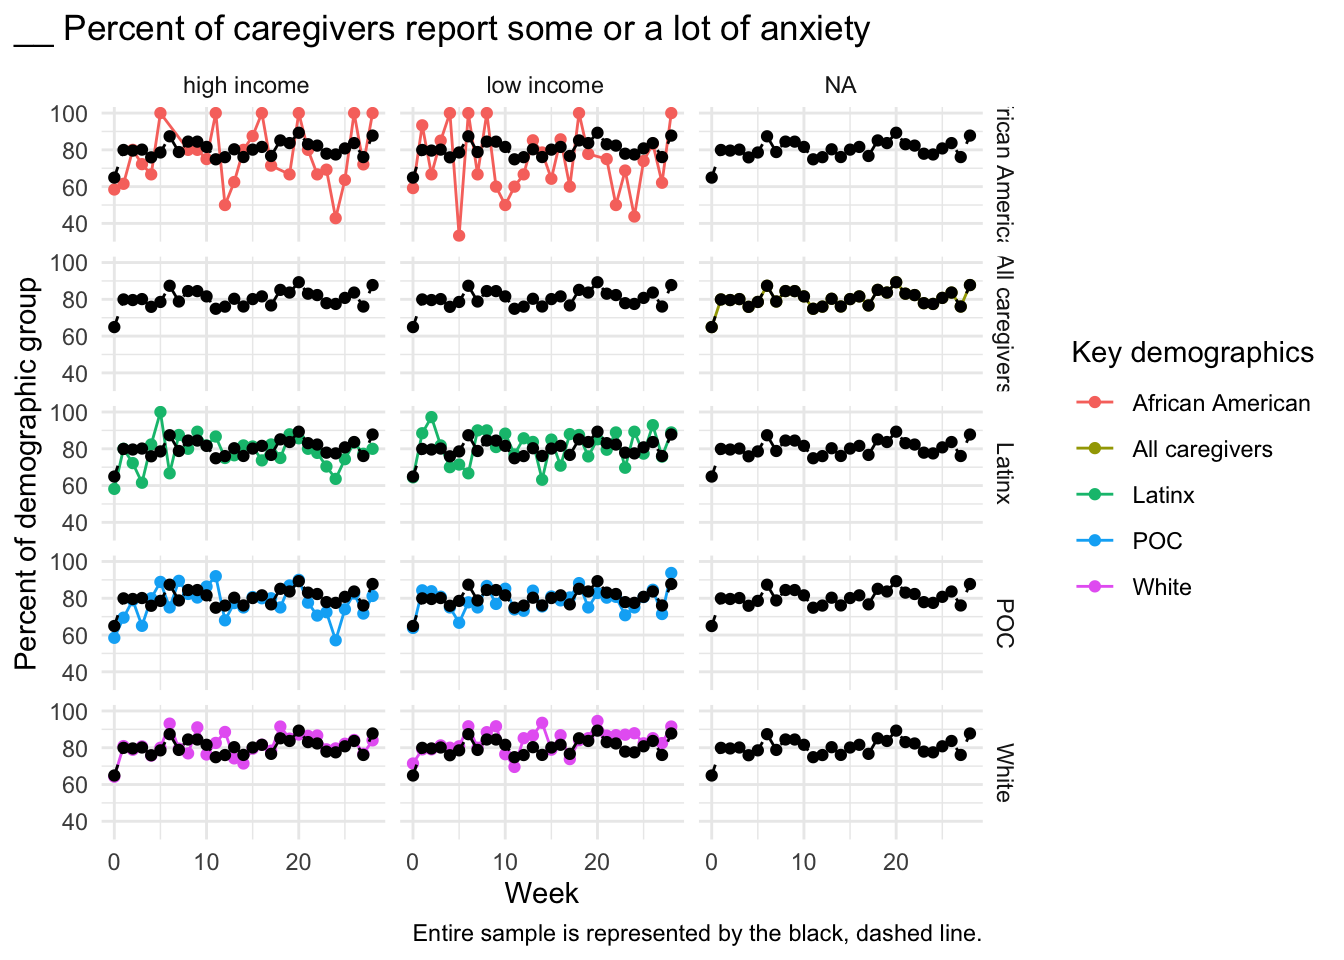 __ Percent of caregivers report some or a lot of anxiety
high income low income NA
100
80
60
40
rican America
100
80
60
40
All caregivers
100
80
60
40
Latinx
100
80
60
40
POC
100
80
60
40
White
Percent of demographic group
0 10 20 0 10 20 0 10 20
Week
Entire sample is represented by the black, dashed line.
Key demographics
African American
All caregivers
Latinx
POC
White